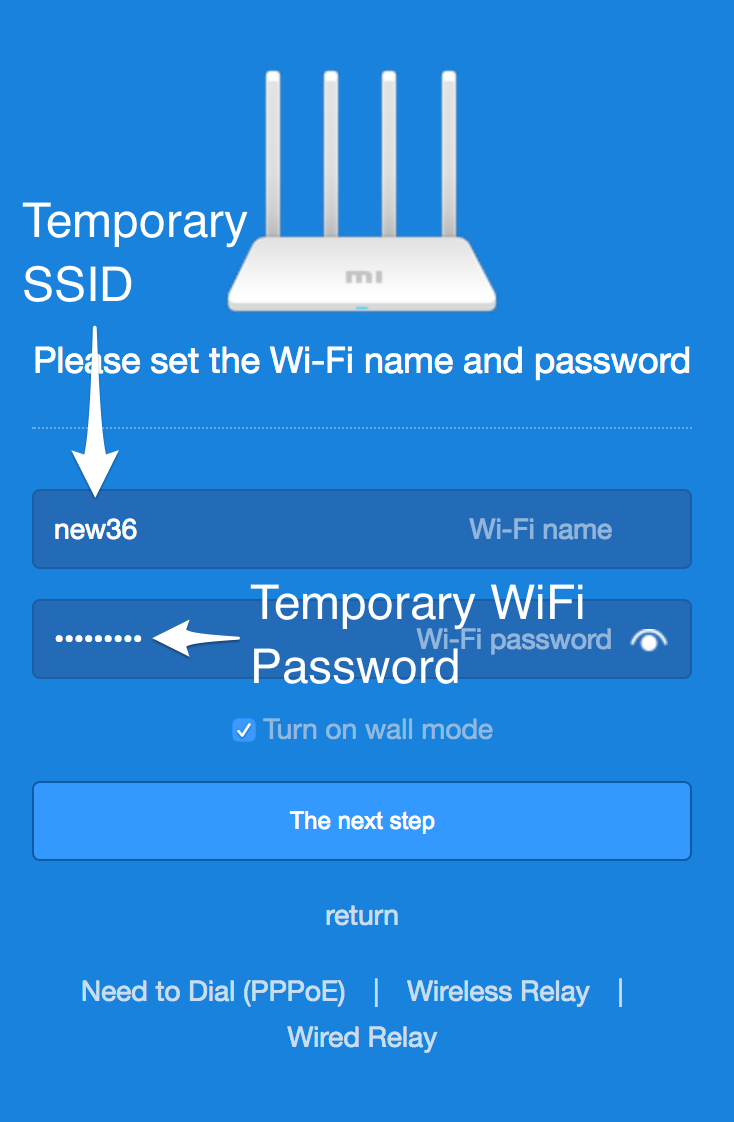 Temporary
SSID
mi
Please set the Wi-Fi name and password
new36 Wi-Fi name
Temporary WiFi
••••••••• Wi-Fi password
Password
Turn on wall mode
The next step
return
Need to Dial (PPPoE) | Wireless Relay |
Wired Relay